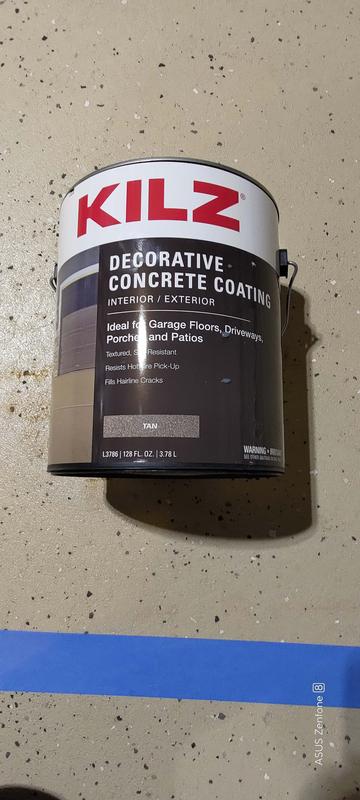 KILZ®
DECORATIVE
CONCRETE COATING
INTERIOR / EXTERIOR
Ideal for Garage Floors, Driveways,
Porches and Patios
Textured, Slip Resistant
Resists Hot Tire Pick-Up
Fills Hairline Cracks
TAN
L3786 | 128 FL. OZ. | 3.78 L
WARNING
ASUS Zenfone 8